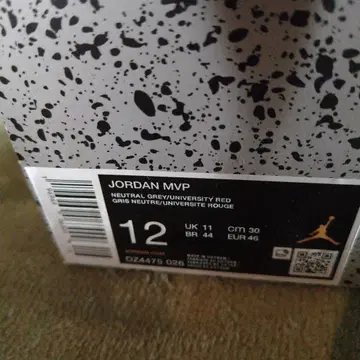 JORDAN MVP
NEUTRAL GREY/UNIVERSITY RED
GRIS NEUTRE/UNIVERSITE ROUGE
12
UK 11
cm 30
BR 44
EUR 46
DZ4475 026